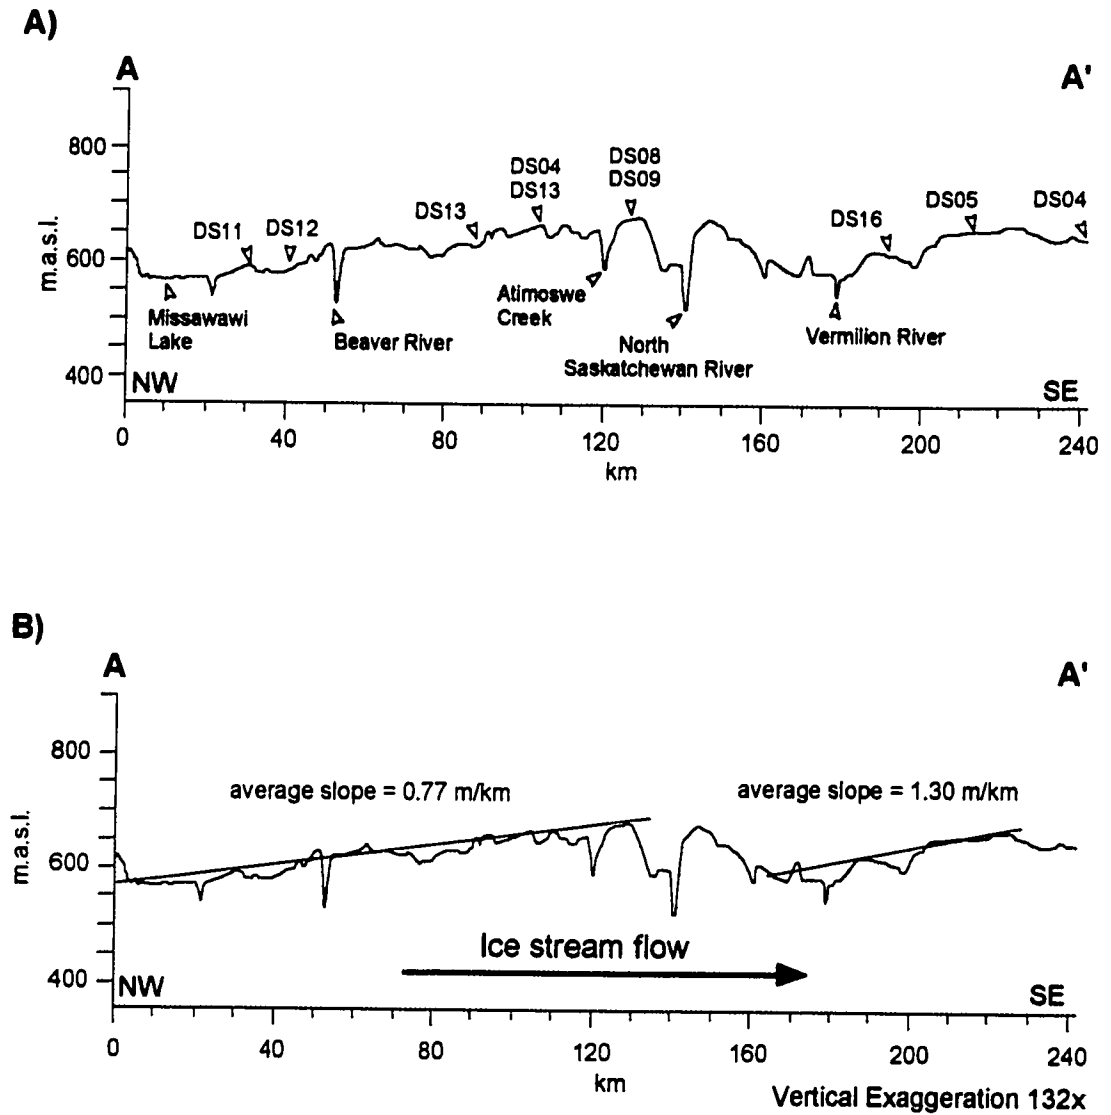 A)
A
A'
800
600
400
m.a.s.l.
DS11
DS12
DS13
DS04
DS13
DS08
DS09
DS16
DS05
DS04
Missawawi
Lake
Beaver River
Atimoswe
Creek
North
Saskatchewan River
Vermilion River
NW
SE
0 40 80 120 160 200 240
km
B)
A
A'
800
600
400
m.a.s.l.
average slope = 0.77 m/km
average slope = 1.30 m/km
Ice stream flow
NW
SE
0 40 80 120 160 200 240
km
Vertical Exaggeration 132x